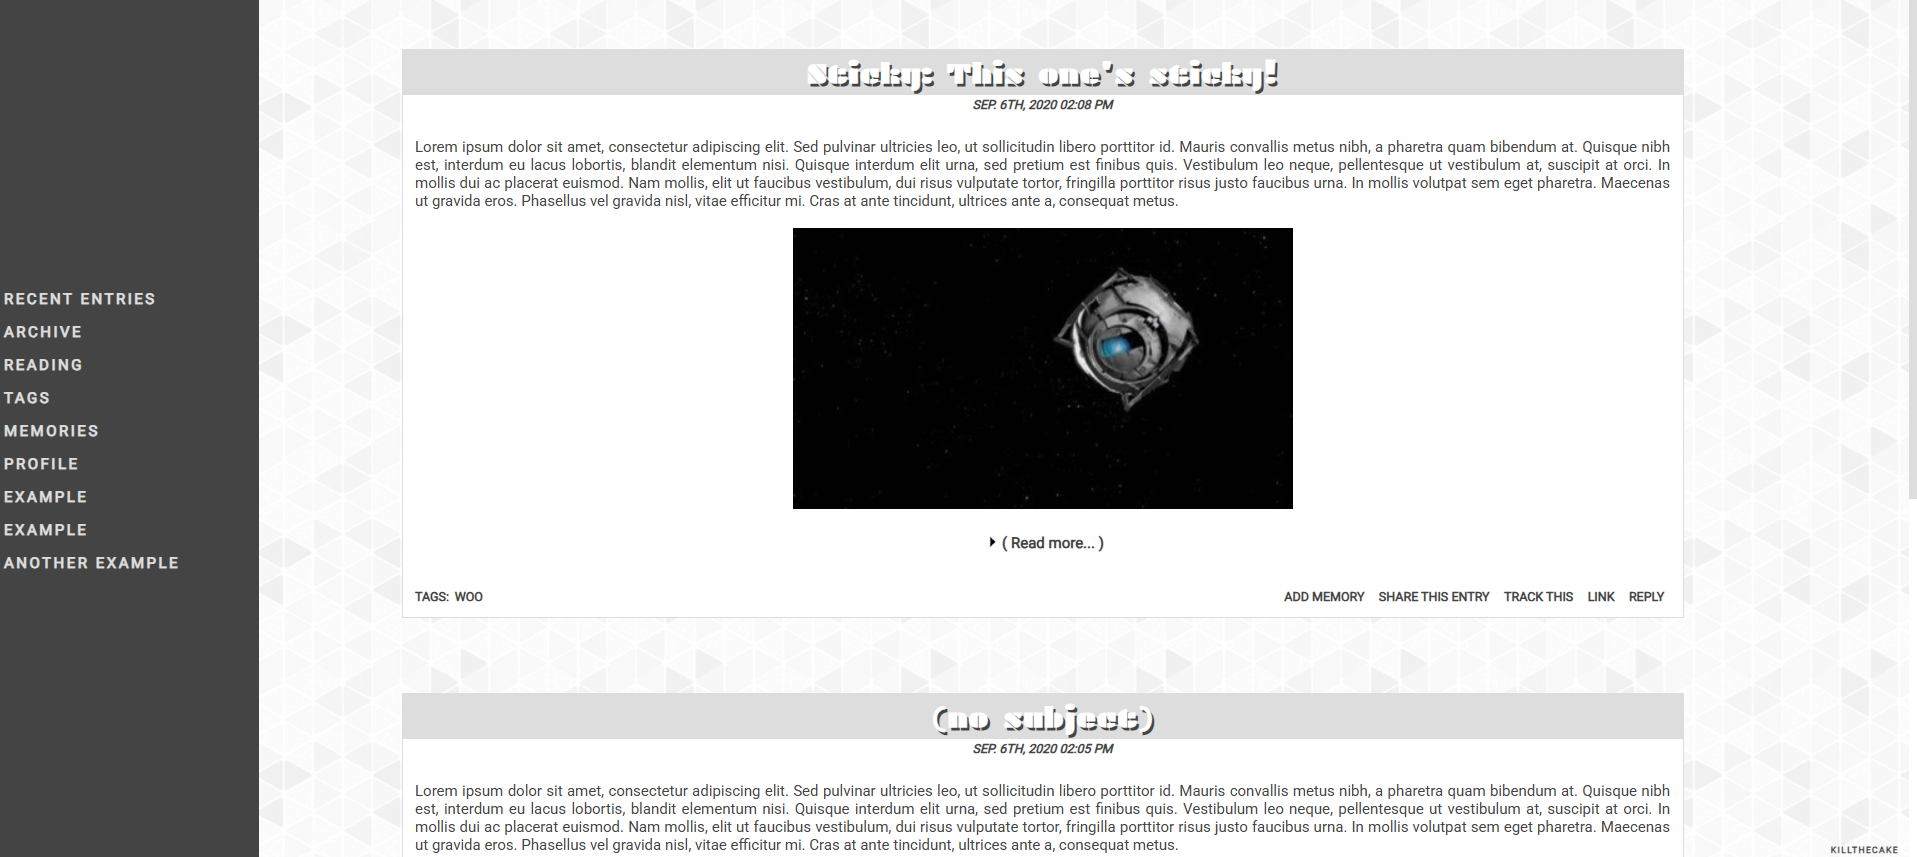 RECENT ENTRIES
ARCHIVE
READING
TAGS
MEMORIES
PROFILE
EXAMPLE
EXAMPLE
ANOTHER EXAMPLE
Sticky: This one's sticky!
SEP. 6TH, 2020 02:08 PM
Lorem ipsum dolor sit amet, consectetur adipiscing elit. Sed pulvinar ultricies leo, ut sollicitudin libero porttitor id. Mauris convallis metus nibh, a pharetra quam bibendum at. Quisque nibh
est, interdum eu lacus lobortis, blandit elementum nisi. Quisque interdum elit urna, sed pretium est finibus quis. Vestibulum leo neque, pellentesque ut vestibulum at, suscipit at orci. In
mollis dui ac placerat euismod. Nam mollis, elit ut faucibus vestibulum, dui risus vulputate tortor, fringilla porttitor risus justo faucibus urna. In mollis volutpat sem eget pharetra. Maecenas
ut gravida eros. Phasellus vel gravida nisl, vitae efficitur mi. Cras at ante tincidunt, ultrices ante a, consequat metus.
( Read more... )
TAGS: WOO
ADD MEMORY SHARE THIS ENTRY TRACK THIS LINK REPLY
(no subject)
SEP. 6TH, 2020 02:05 PM
Lorem ipsum dolor sit amet, consectetur adipiscing elit. Sed pulvinar ultricies leo, ut sollicitudin libero porttitor id. Mauris convallis metus nibh, a pharetra quam bibendum at. Quisque nibh
est, interdum eu lacus lobortis, blandit elementum nisi. Quisque interdum elit urna, sed pretium est finibus quis. Vestibulum leo neque, pellentesque ut vestibulum at, suscipit at orci. In
mollis dui ac placerat euismod. Nam mollis, elit ut faucibus vestibulum, dui risus vulputate tortor, fringilla porttitor risus justo faucibus urna. In mollis volutpat sem eget pharetra. Maecenas
ut gravida eros. Phasellus vel gravida nisl, vitae efficitur mi. Cras at ante tincidunt, ultrices ante a, consequat metus.
KILLTHECAKE